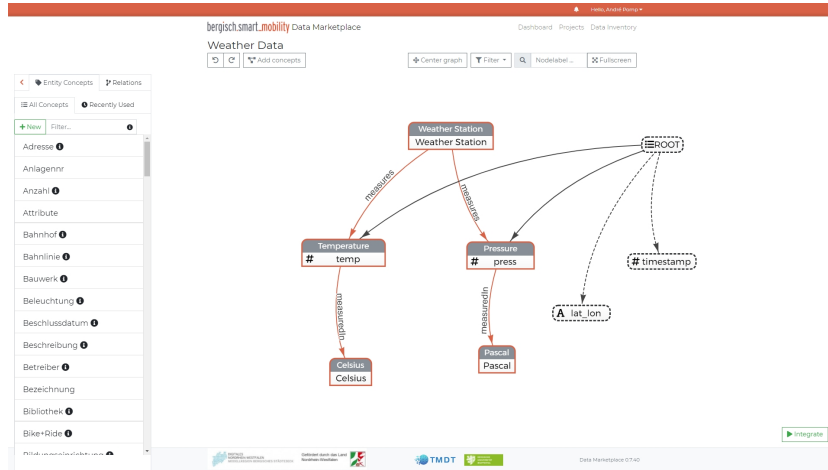 Hello, André Pomp
bergisch.smart_mobility Data Marketplace
Dashboard Projects Data Inventory
Weather Data
Add concepts
Center graph
Filter
Nodelabel ...
Fullscreen
Entity Concepts
Relations
All Concepts
Recently Used
+ New
Filter...
Adresse
Anlagennr
Anzahl
Attribute
Bahnhof
Bahnlinie
Bauwerk
Beleuchtung
Beschlussdatum
Beschreibung
Betreiber
Bezeichnung
Bibliothek
Bike+Ride
Bildungseinrichtung
Weather Station
Weather Station
ROOT
measures
measures
Temperature
# temp
Pressure
# press
# timestamp
measuredIn
measuredIn
A lat_lon
Celsius
Celsius
Pascal
Pascal
Integrate
TMDT
Data Marketplace 0.7.40